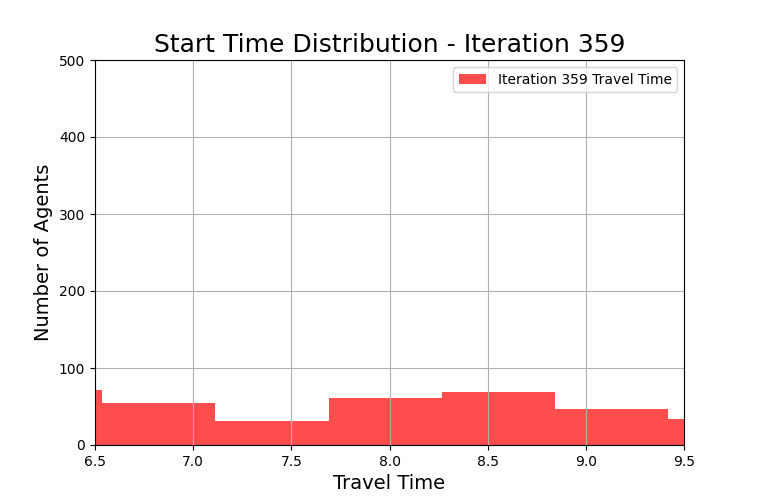 Start Time Distribution - Iteration 359
Iteration 359 Travel Time
Number of Agents
500
400
300
200
100
0
6.5 7.0 7.5 8.0 8.5 9.0 9.5
Travel Time